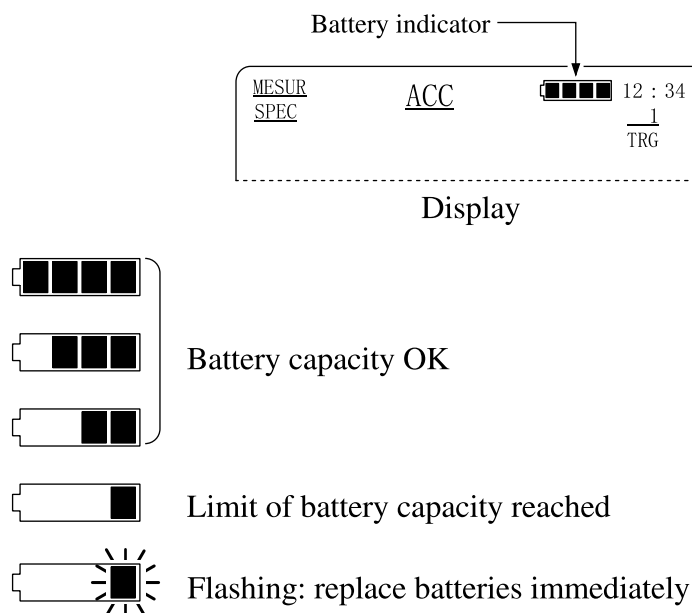 Battery indicator
MESUR ACC 12 : 34
SPEC 1
TRG
Display
Battery capacity OK
Limit of battery capacity reached
Flashing: replace batteries immediately